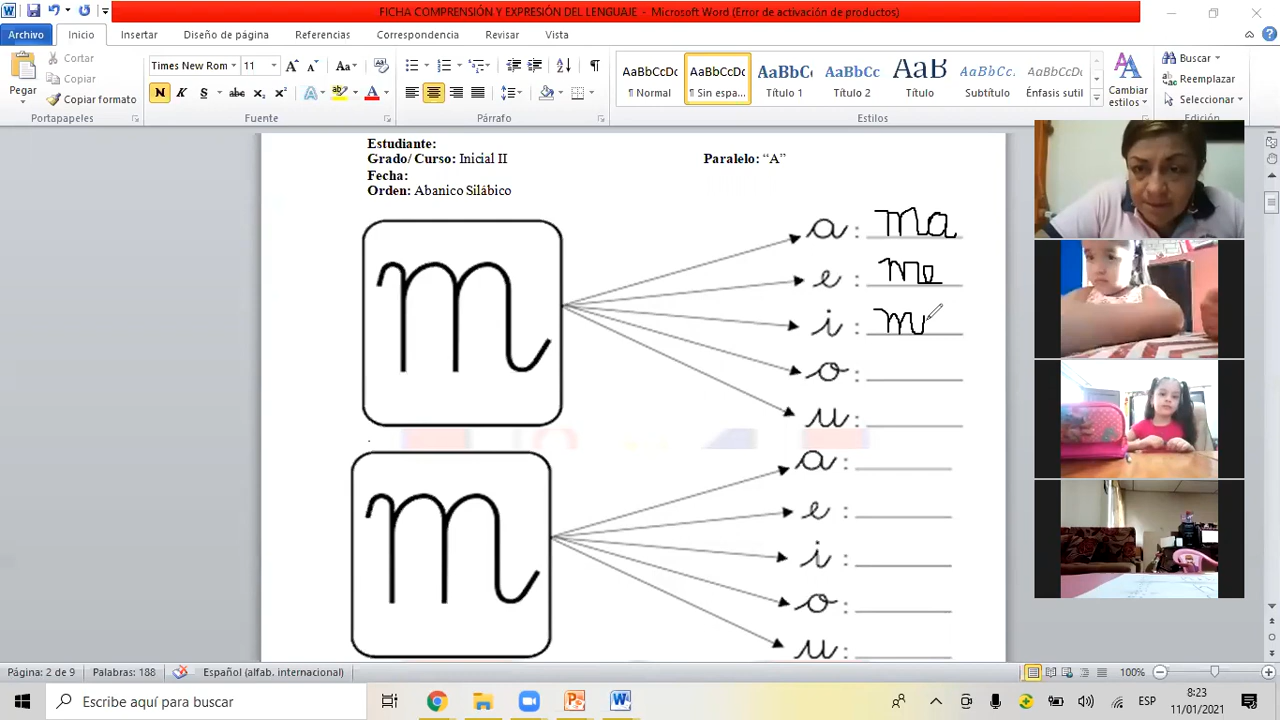 FICHA COMPRENSIÓN Y EXPRESIÓN DEL LENGUAJE - Microsoft Word (Error de activación de productos)
Archivo Inicio Insertar Diseño de página Referencias Correspondencia Revisar Vista
Cortar
Copiar
Copiar formato
Pegar
Portapapeles
Times New Rom 11
Fuente
Párrafo
AaBbCcDc AaBbCcDc AaBbC AaBbCc AaB AaBbCc. AaBbCcDc
¶ Normal ¶ Sin espa... Título 1 Título 2 Título Subtítulo Énfasis sutil
Estilos
Cambiar estilos
Buscar
Reemplazar
Seleccionar
Edición
Estudiante:
Grado/ Curso: Inicial II Paralelo: “A”
Fecha:
Orden: Abanico Silábico
m
a : ma
e : me
i : m
o :
u :
m
a :
e :
i :
o :
u :
Página: 2 de 9 Palabras: 188 Español (alfab. internacional) 100%
Escribe aquí para buscar
ESP
8:23
11/01/2021